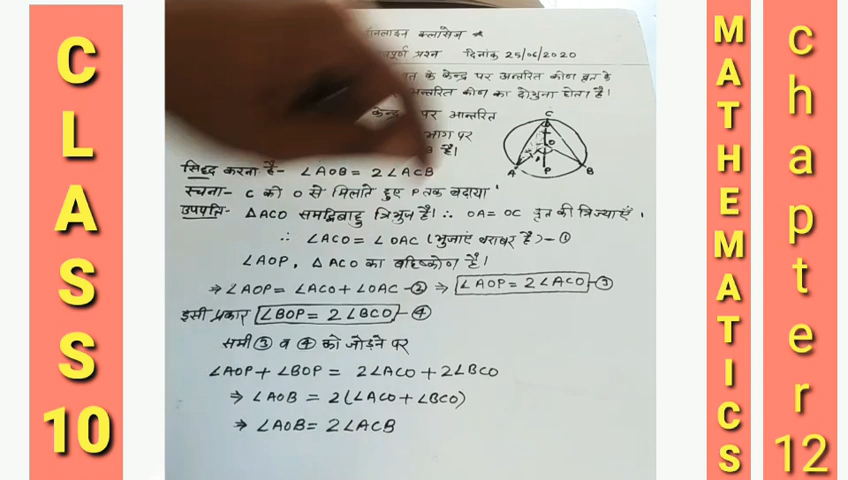 CLASS 10
ऑनलाइन क्लासेज
प्रश्न दिनांक 25/06/2020
के केन्द्र पर अन्तरित कोण वृत के
अन्तरित कोण का दोगुना होता है।
केन्द्र पर आन्तरित
भाग पर
है।
C
O
A P B
सिद्ध करना है- ∠AOB = 2∠ACB
रचना- C को O से मिलाते हुए P तक बढाया
उपपति- △ACO समद्विबाहु त्रिभुज है। ∴ OA = OC वृत की त्रिज्याएँ
∴ ∠ACO = ∠OAC (भुजाएं बराबर है) - ①
∠AOP, △ACO का बहिष्कोण है।
⇒ ∠AOP = ∠ACO + ∠OAC - ② ⇒ ∠AOP = 2∠ACO - ③
इसी प्रकार ∠BOP = 2∠BCO - ④
समी ③ व ④ को जोड़ने पर
∠AOP + ∠BOP = 2∠ACO + 2∠BCO
⇒ ∠AOB = 2(∠ACO + ∠BCO)
⇒ ∠AOB = 2∠ACB
MATHEMATICS
chapter 12